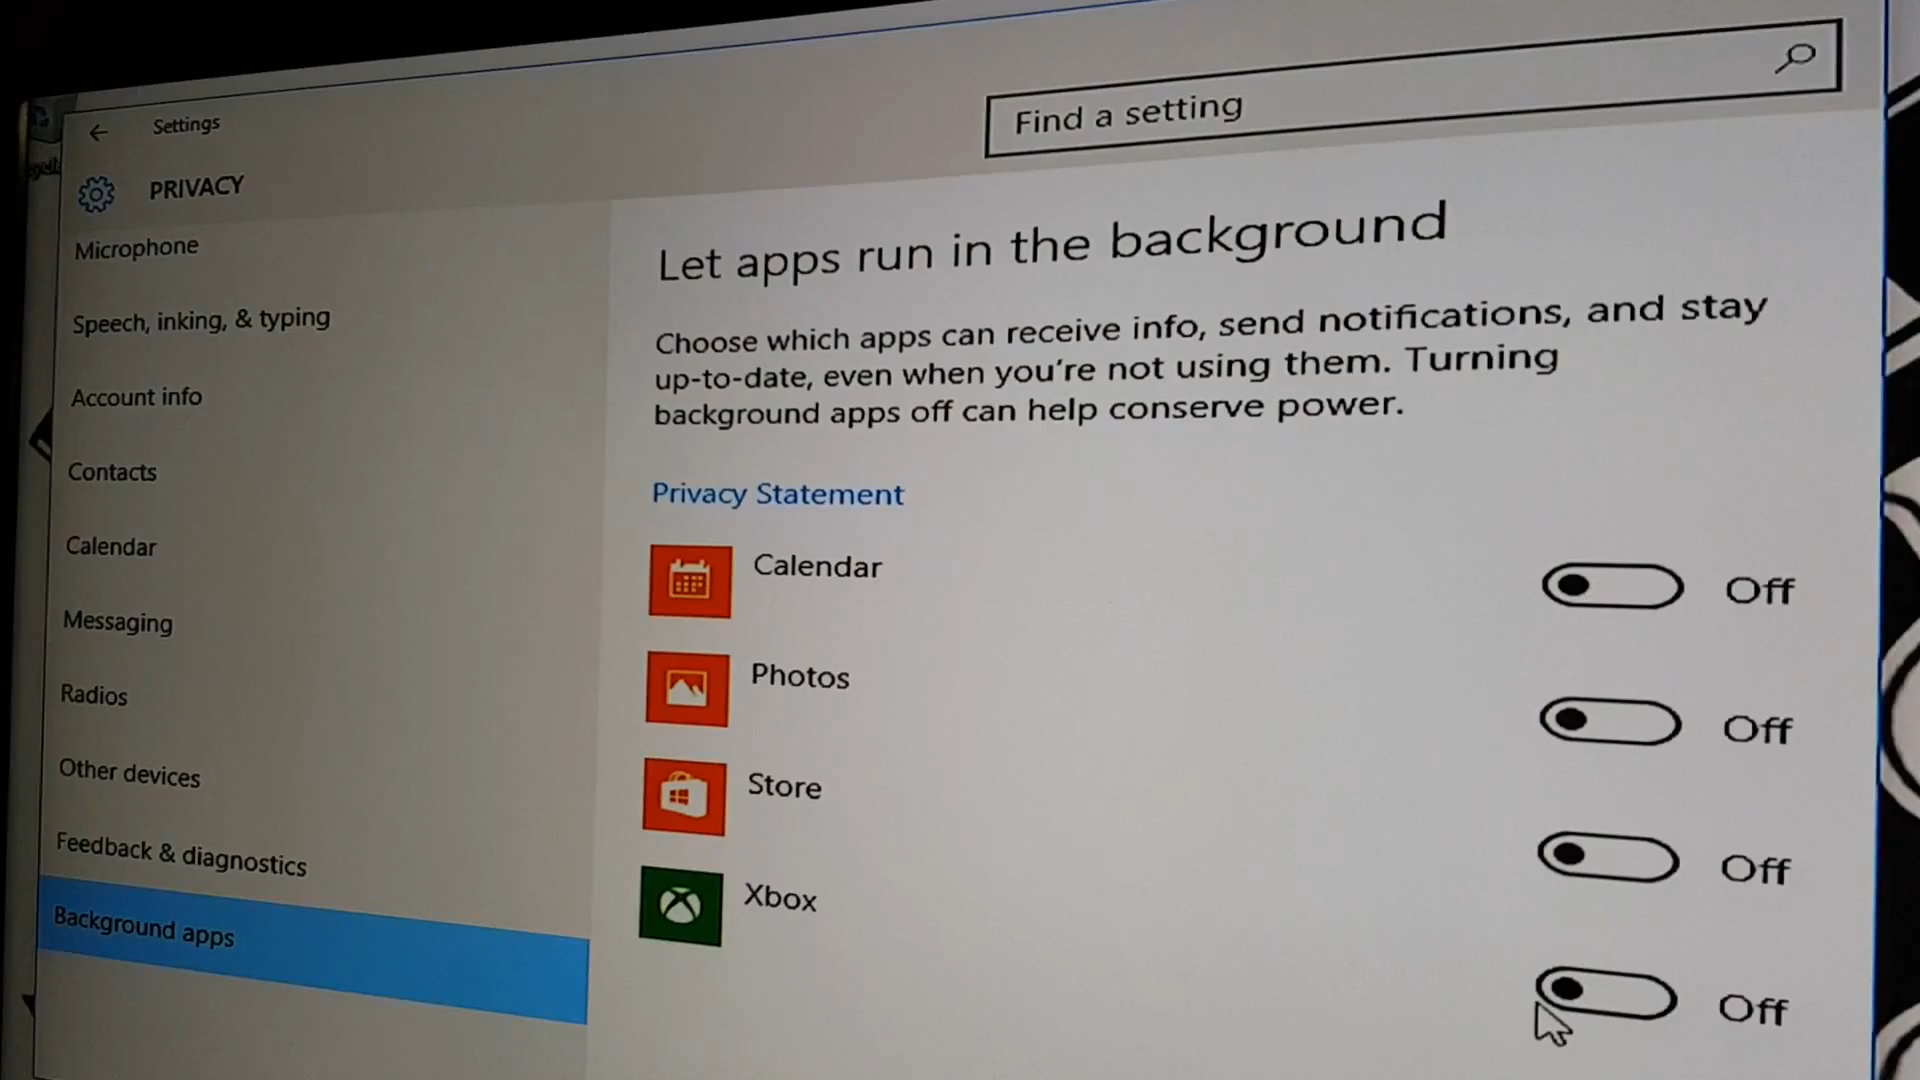 Settings
Find a setting
PRIVACY
Microphone
Speech, inking, & typing
Account info
Contacts
Calendar
Messaging
Radios
Other devices
Feedback & diagnostics
Background apps
Let apps run in the background
Choose which apps can receive info, send notifications, and stay
up-to-date, even when you're not using them. Turning
background apps off can help conserve power.
Privacy Statement
Calendar Off
Photos Off
Store Off
Xbox Off